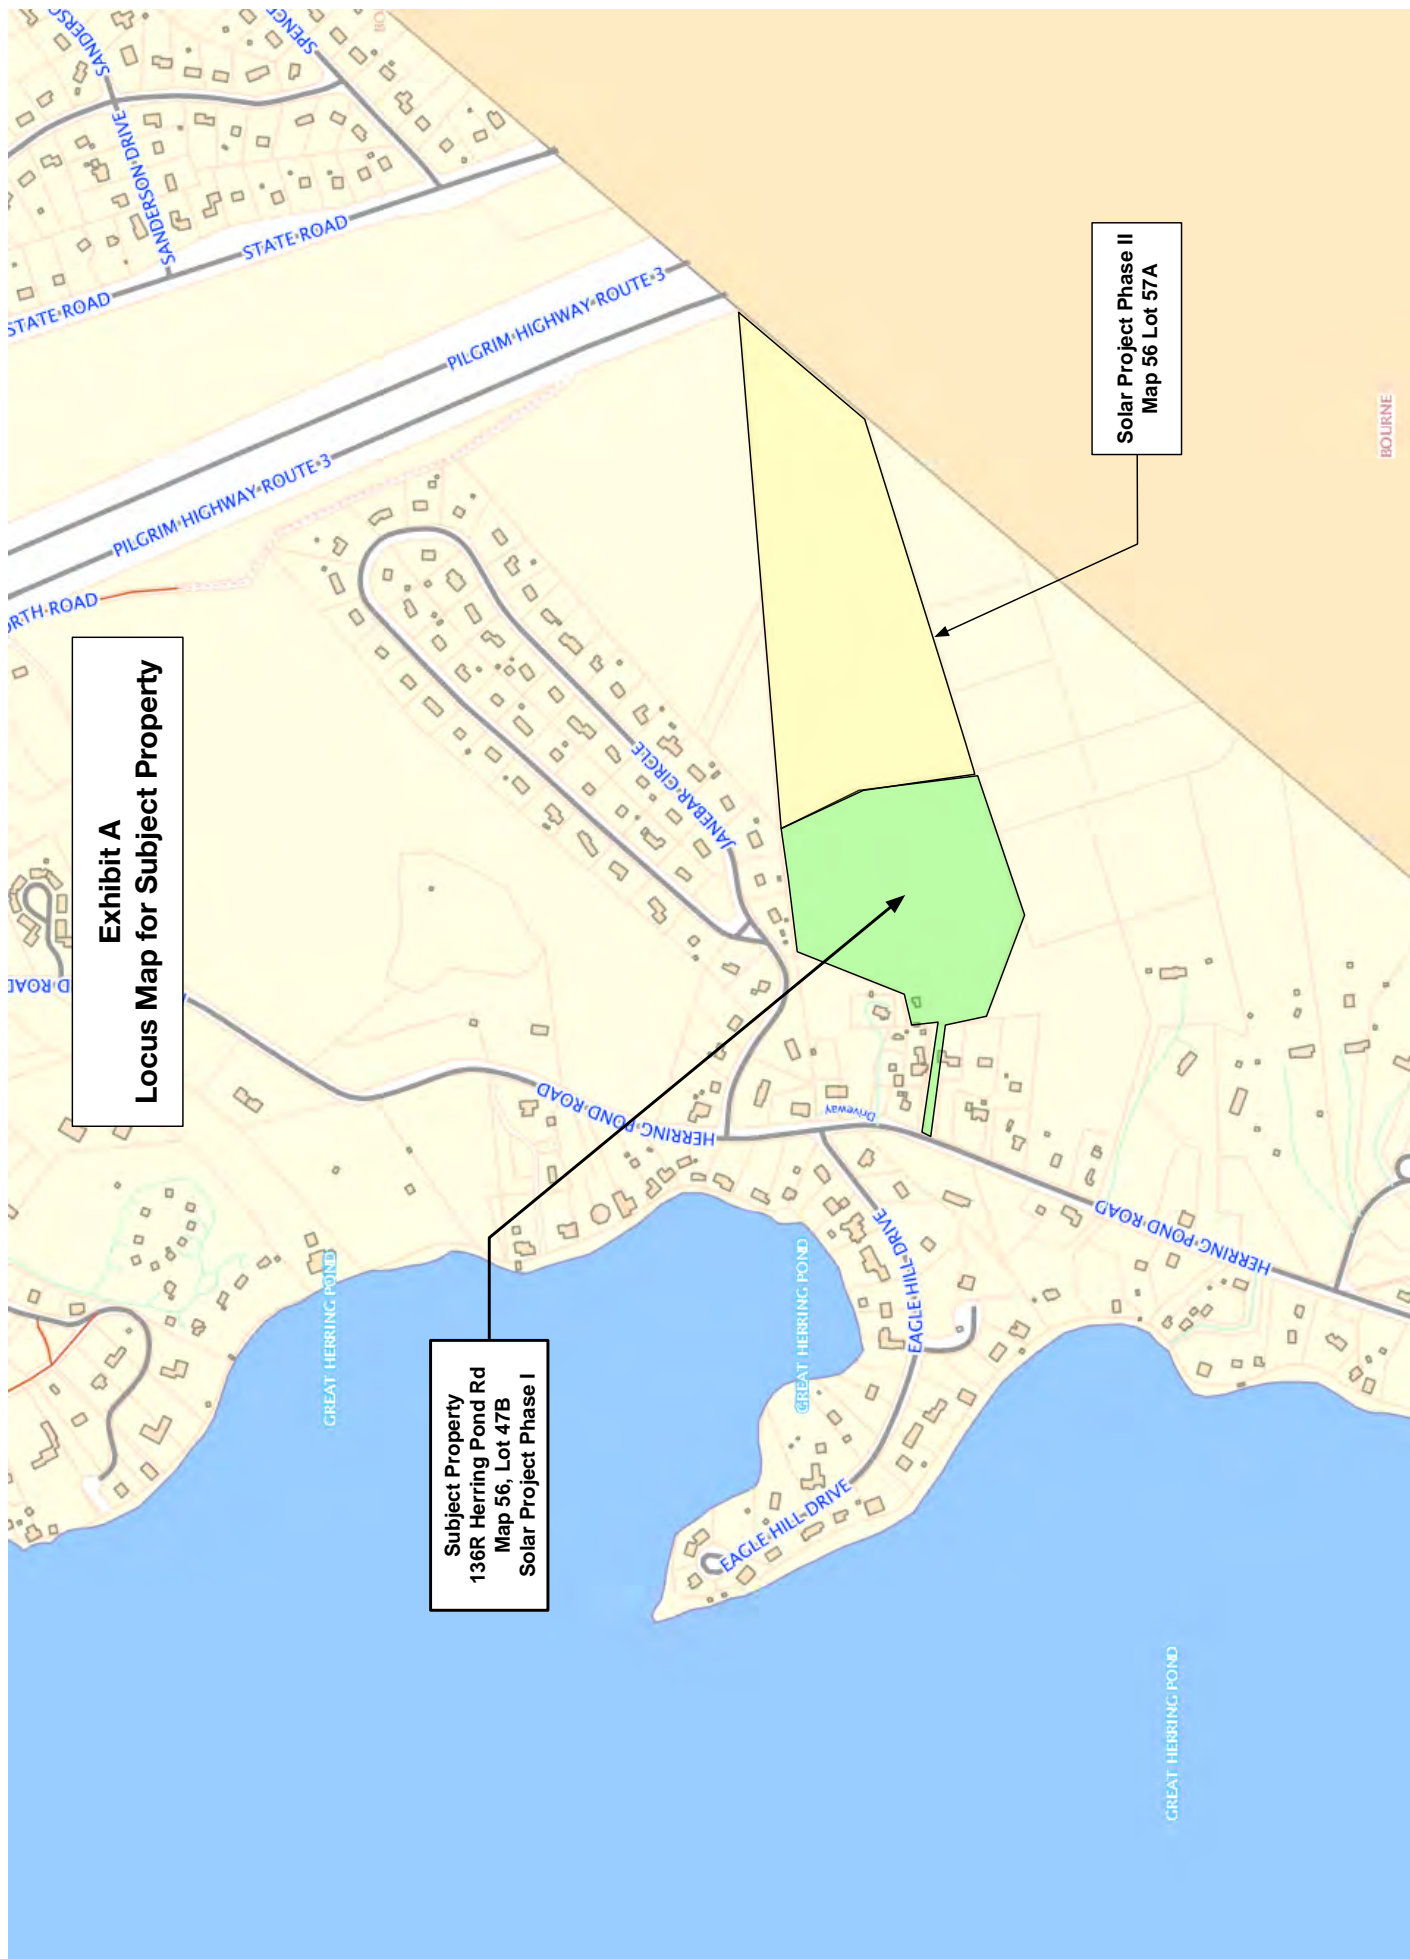 Exhibit A
Locus Map for Subject Property
Subject Property
136R Herring Pond Rd
Map 56, Lot 47B
Solar Project Phase I
Solar Project Phase II
Map 56 Lot 57A
SANDERSON DRIVE
STATE ROAD
STATE ROAD
PILGRIM HIGHWAY-ROUTE-3
PILGRIM HIGHWAY-ROUTE-3
JANEBAR CIRCLE
HERRING POND ROAD
HERRING POND ROAD
Driveway
EAGLE HILL DRIVE
EAGLE HILL DRIVE
GREAT HERRING POND
GREAT HERRING POND
GREAT HERRING POND
BOURNE